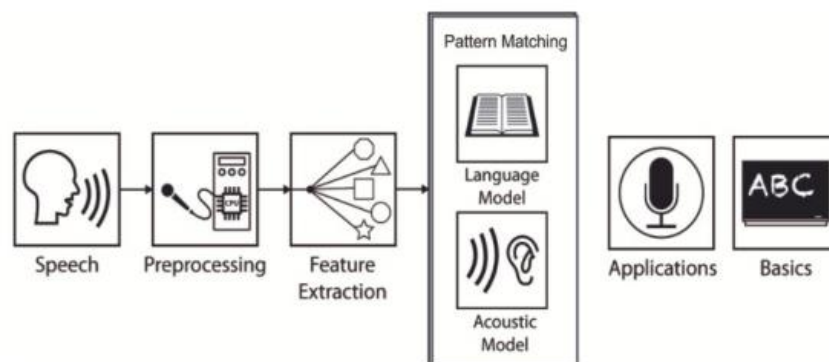 Pattern Matching
Language
Model
Acoustic
Model
Speech
Preprocessing
CPU
Feature
Extraction
Applications
ABC
Basics